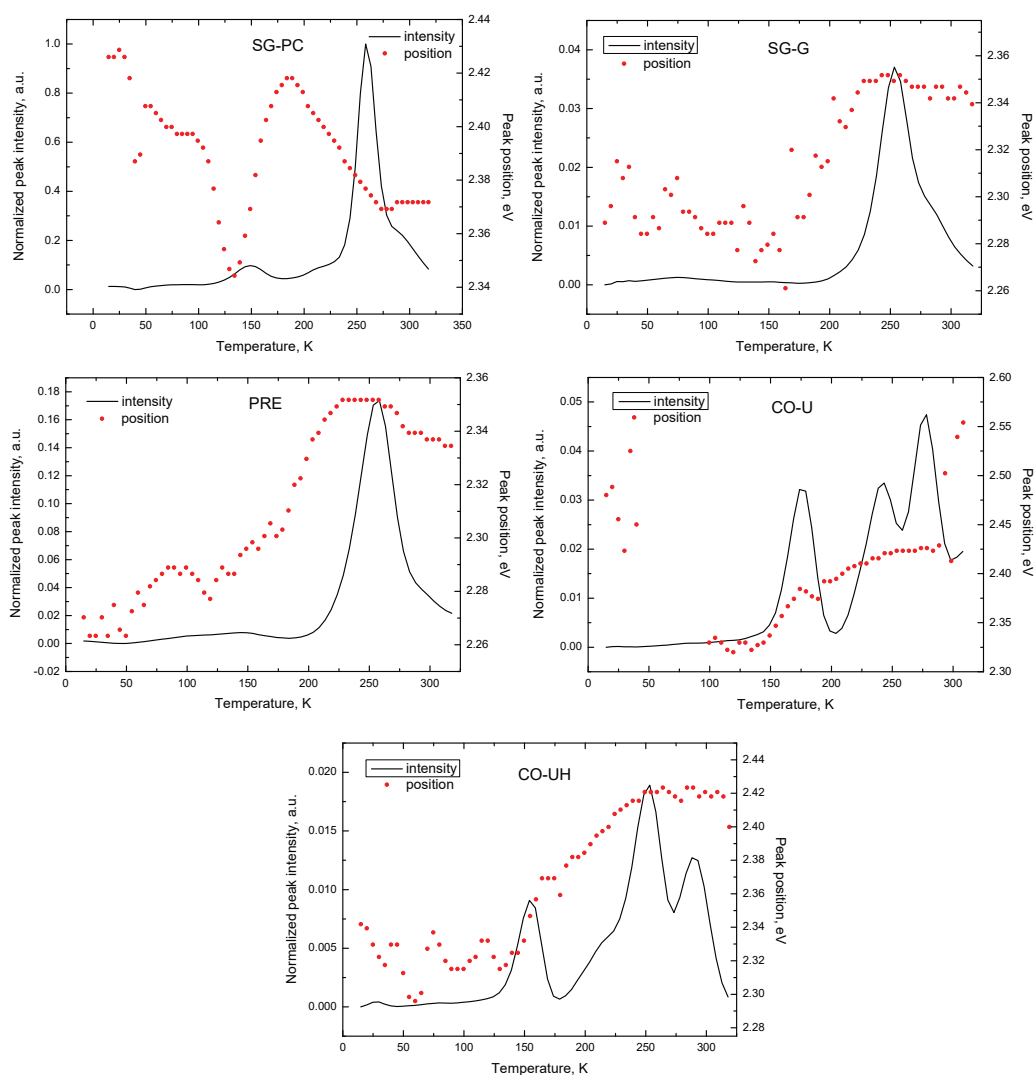 SG-PC
intensity
position
Normalized peak intensity, a.u.
1.0
0.8
0.6
0.4
0.2
0.0
2.44
2.42
2.40
2.38
2.36
2.34
Peak position, eV
0 50 100 150 200 250 300 350
Temperature, K
SG-G
intensity
position
Normalized peak intensity, a.u.
0.04
0.03
0.02
0.01
0.00
2.36
2.34
2.32
2.30
2.28
2.26
Peak position, eV
0 50 100 150 200 250 300
Temperature, K
PRE
intensity
position
Normalized peak intensity, a.u.
0.18
0.16
0.14
0.12
0.10
0.08
0.06
0.04
0.02
0.00
-0.02
2.36
2.34
2.32
2.30
2.28
2.26
Peak position, eV
0 50 100 150 200 250 300
Temperature, K
CO-U
intensity
position
Normalized peak intensity, a.u.
0.05
0.04
0.03
0.02
0.01
0.00
2.60
2.55
2.50
2.45
2.40
2.35
2.30
Peak position, eV
0 50 100 150 200 250 300
Temperature, K
CO-UH
intensity
position
Normalized peak intensity, a.u.
0.020
0.015
0.010
0.005
0.000
2.44
2.42
2.40
2.38
2.36
2.34
2.32
2.30
2.28
Peak position, eV
0 50 100 150 200 250 300
Temperature, K